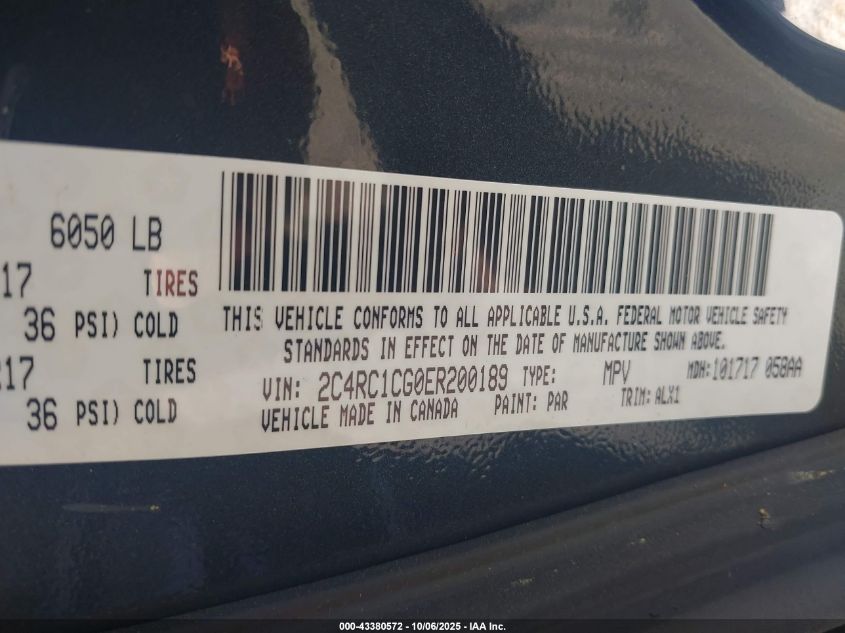 6050 LB
17 TIRES
36 PSI) COLD
17 TIRES
36 PSI) COLD
THIS VEHICLE CONFORMS TO ALL APPLICABLE U.S.A. FEDERAL MOTOR VEHICLE SAFETY
STANDARDS IN EFFECT ON THE DATE OF MANUFACTURE SHOWN ABOVE.
VIN: 2C4RC1CG0ER200189 TYPE: MPV MDH: 101717 058AA
VEHICLE MADE IN CANADA PAINT: PAR TRIM: ALX1
000-43380572 - 10/06/2025 - IAA Inc.